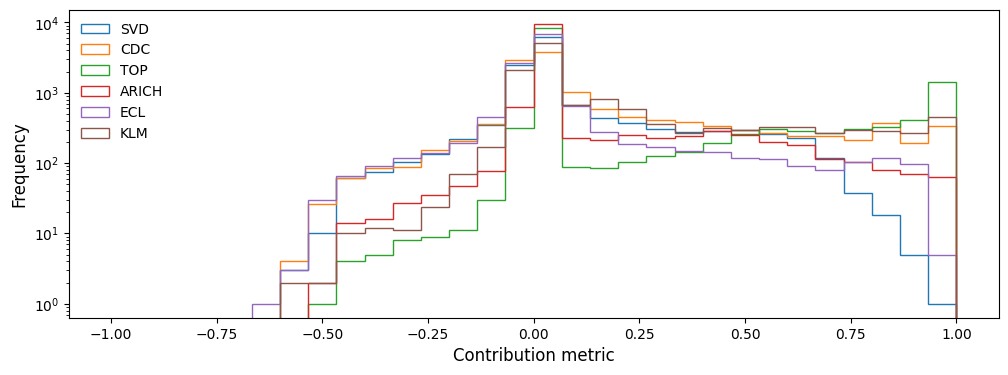 SVD
CDC
TOP
ARICH
ECL
KLM
Frequency
10⁴
10³
10²
10¹
10⁰
−1.00 −0.75 −0.50 −0.25 0.00 0.25 0.50 0.75 1.00
Contribution metric